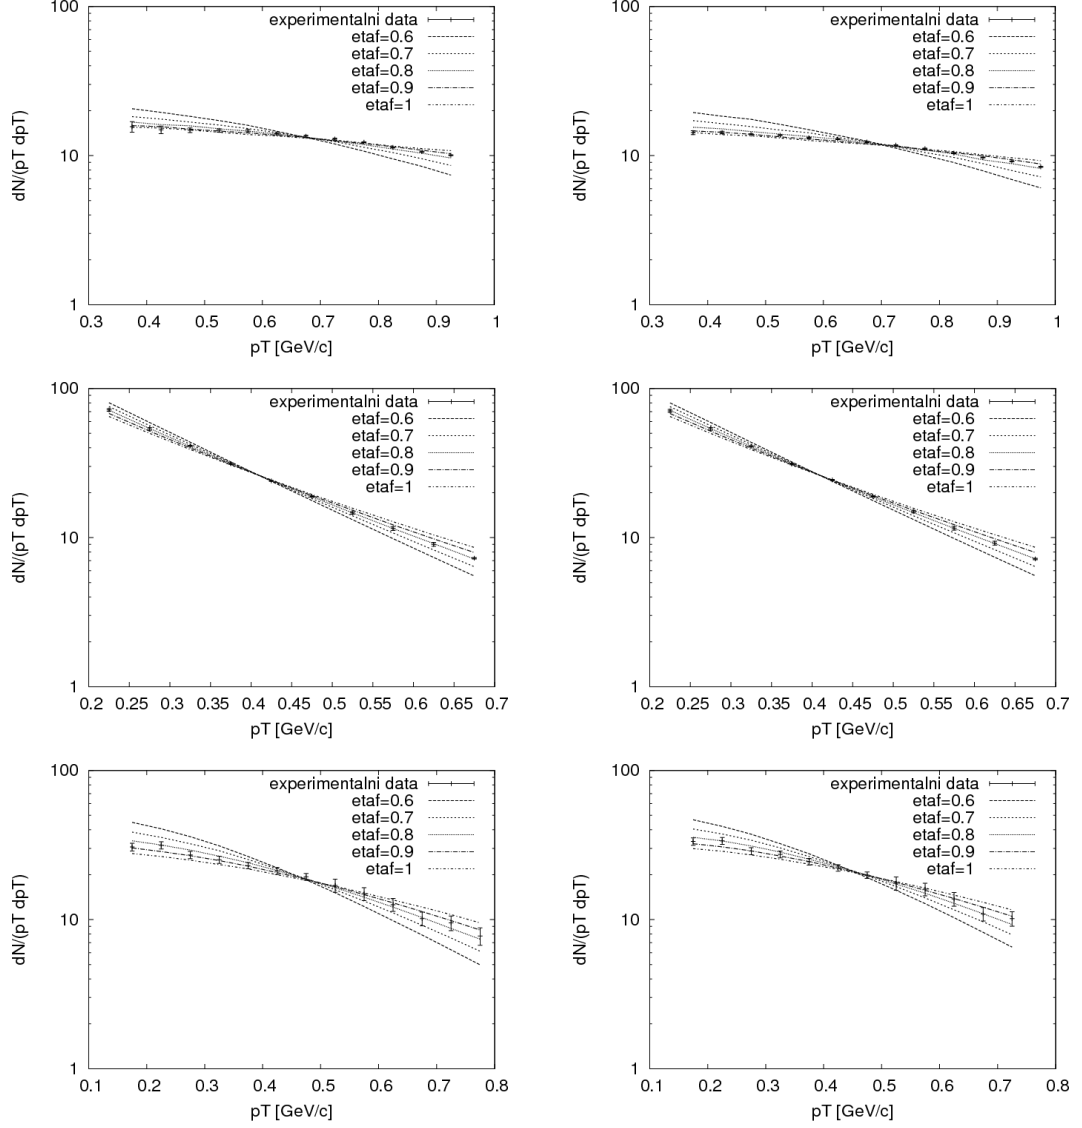 100
10
1
dN/(pT dpT)
experimentalni data
etaf=0.6
etaf=0.7
etaf=0.8
etaf=0.9
etaf=1
0.3 0.4 0.5 0.6 0.7 0.8 0.9 1
pT [GeV/c]
100
10
1
dN/(pT dpT)
experimentalni data
etaf=0.6
etaf=0.7
etaf=0.8
etaf=0.9
etaf=1
0.3 0.4 0.5 0.6 0.7 0.8 0.9 1
pT [GeV/c]
100
10
1
dN/(pT dpT)
experimentalni data
etaf=0.6
etaf=0.7
etaf=0.8
etaf=0.9
etaf=1
0.2 0.25 0.3 0.35 0.4 0.45 0.5 0.55 0.6 0.65 0.7
pT [GeV/c]
100
10
1
dN/(pT dpT)
experimentalni data
etaf=0.6
etaf=0.7
etaf=0.8
etaf=0.9
etaf=1
0.2 0.25 0.3 0.35 0.4 0.45 0.5 0.55 0.6 0.65 0.7
pT [GeV/c]
100
10
1
dN/(pT dpT)
experimentalni data
etaf=0.6
etaf=0.7
etaf=0.8
etaf=0.9
etaf=1
0.1 0.2 0.3 0.4 0.5 0.6 0.7 0.8
pT [GeV/c]
100
10
1
dN/(pT dpT)
experimentalni data
etaf=0.6
etaf=0.7
etaf=0.8
etaf=0.9
etaf=1
0.1 0.2 0.3 0.4 0.5 0.6 0.7 0.8
pT [GeV/c]